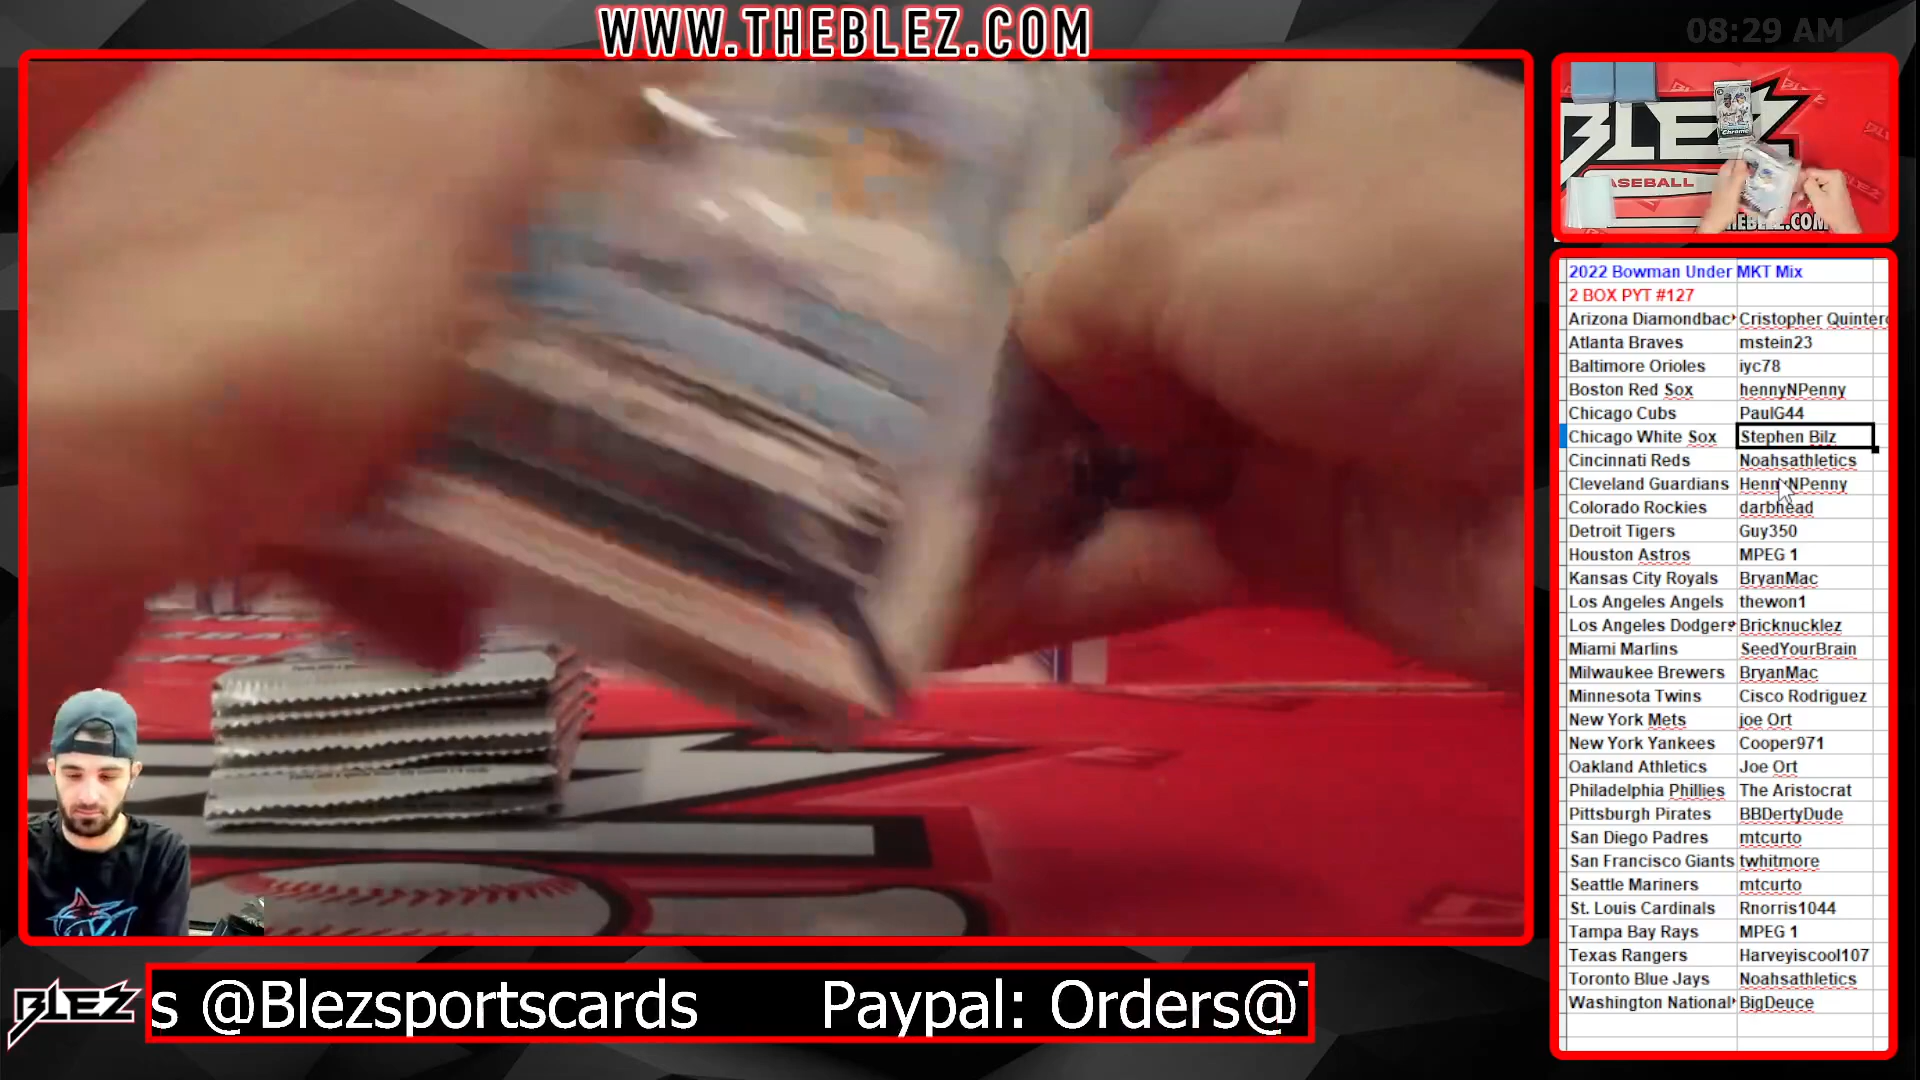 WWW.THEBLEZ.COM
08:29 AM
BLEZ
BASEBALL
Chrome
2022 Bowman Under MKT Mix
2 BOX PYT #127
Arizona Diamondbac Cristopher Quintero
Atlanta Braves mstein23
Baltimore Orioles iyc78
Boston Red Sox hennyNPenny
Chicago Cubs PaulG44
Chicago White Sox Stephen Bilz
Cincinnati Reds Noahsathletics
Cleveland Guardians HennyNPenny
Colorado Rockies darbhead
Detroit Tigers Guy350
Houston Astros MPEG 1
Kansas City Royals BryanMac
Los Angeles Angels thewon1
Los Angeles Dodgers Bricknucklez
Miami Marlins SeedYourBrain
Milwaukee Brewers BryanMac
Minnesota Twins Cisco Rodriguez
New York Mets joe Ort
New York Yankees Cooper971
Oakland Athletics Joe Ort
Philadelphia Phillies The Aristocrat
Pittsburgh Pirates BBDertyDude
San Diego Padres mtcurto
San Francisco Giants twhitmore
Seattle Mariners mtcurto
St. Louis Cardinals Rnorris1044
Tampa Bay Rays MPEG 1
Texas Rangers Harveyiscool107
Toronto Blue Jays Noahsathletics
Washington National BigDeuce
BLEZ
s @Blezsportscards Paypal: Orders@